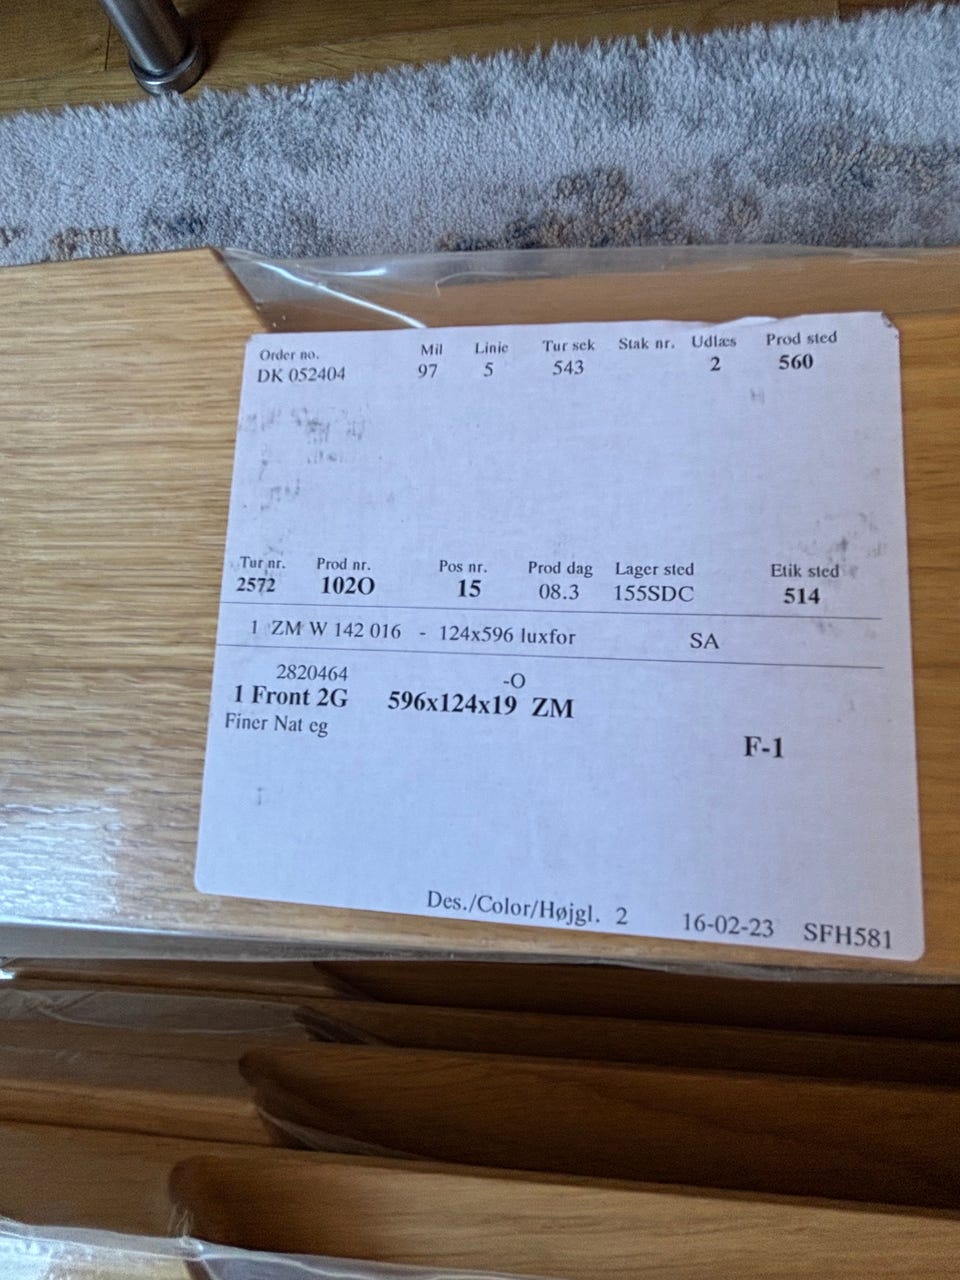 Order no. Mil Linie Tur sek Stak nr. Udlæs Prod sted
DK 052404 97 5 543 2 560
Tur nr. Prod nr. Pos nr. Prod dag Lager sted Etik sted
2572 102O 15 08.3 155SDC 514
1 ZM W 142 016 - 124x596 luxfor SA
2820464 -O
1 Front 2G 596x124x19 ZM
Finer Nat eg
F-1
Des./Color/Højgl. 2 16-02-23 SFH581